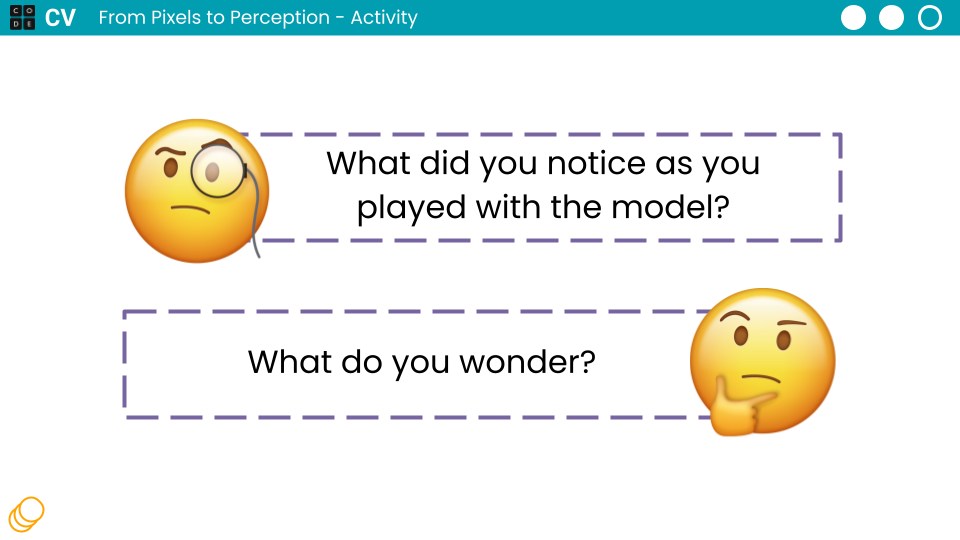 CODE CV From Pixels to Perception - Activity
What did you notice as you
played with the model?
What do you wonder?